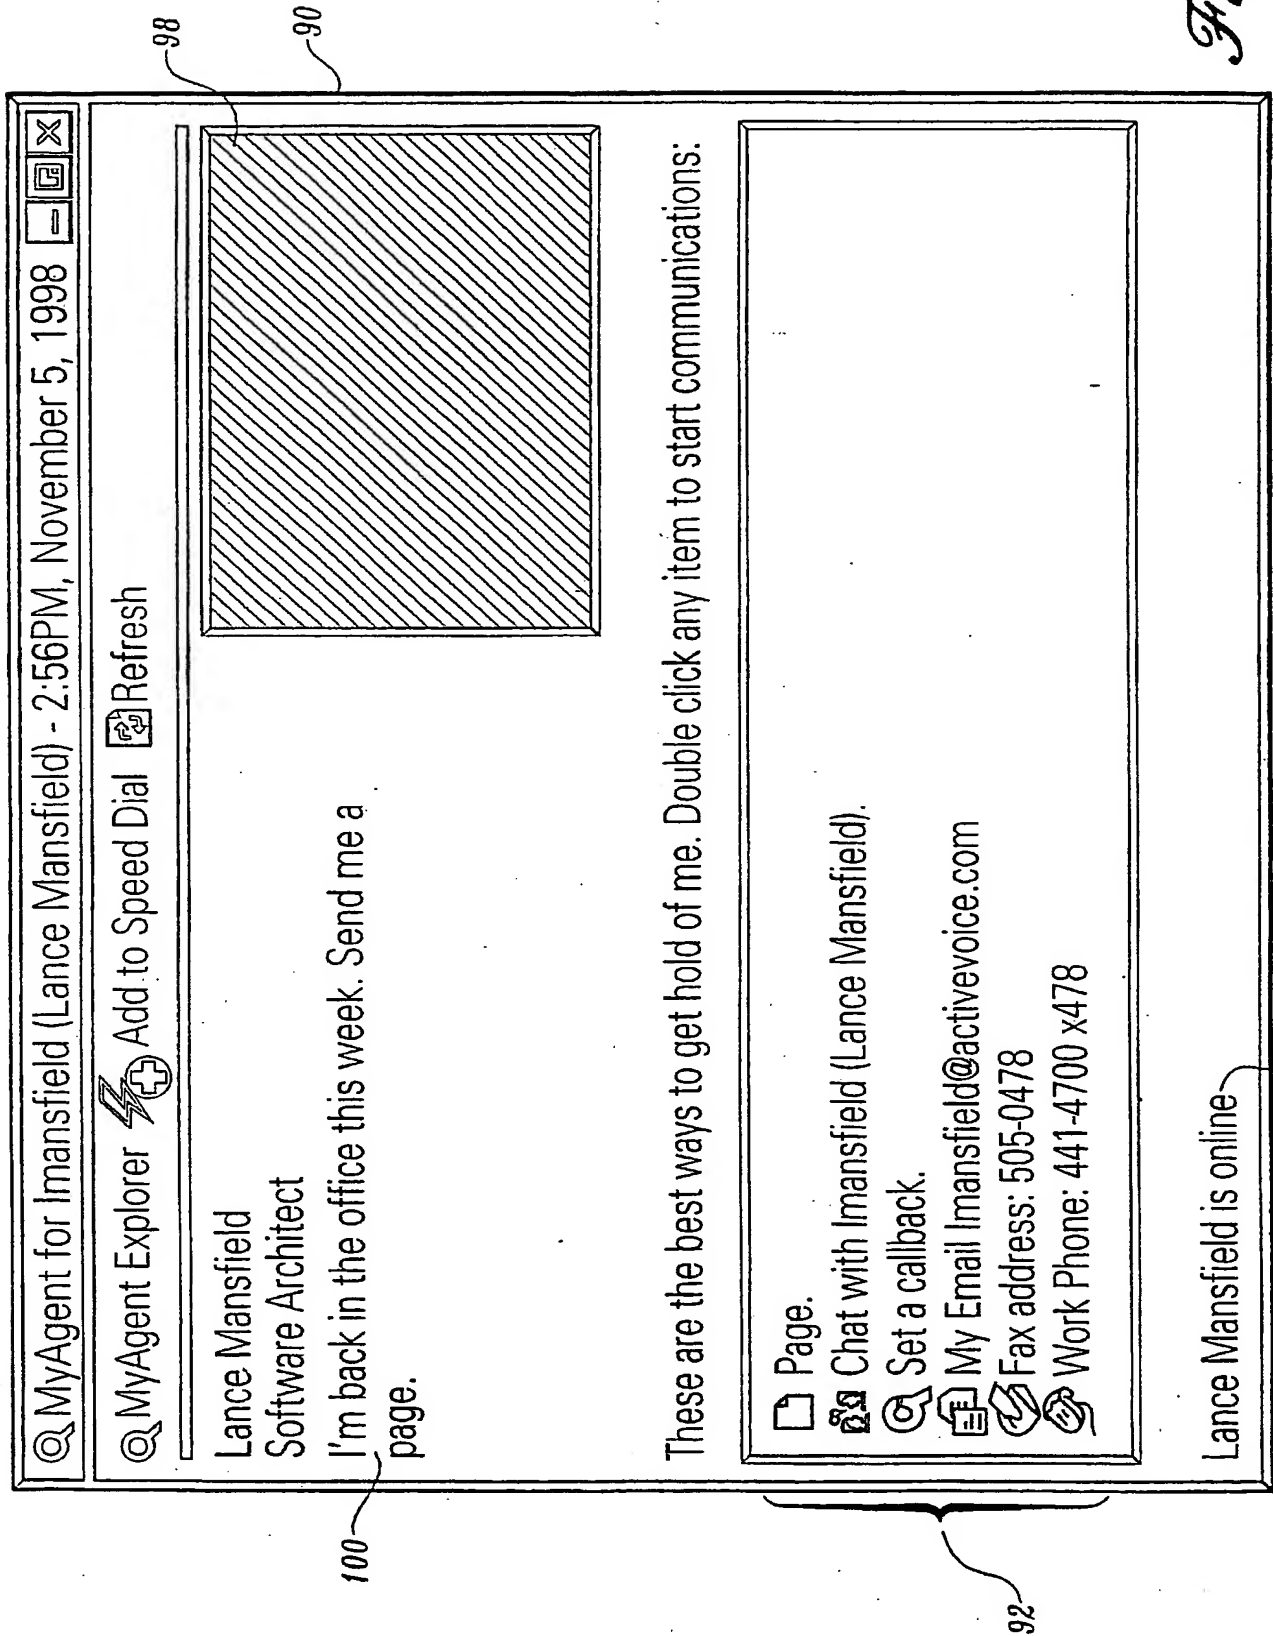 98
90
MyAgent for lmansfield (Lance Mansfield) - 2:56PM, November 5, 1998
MyAgent Explorer Add to Speed Dial Refresh
Lance Mansfield
Software Architect
100
I'm back in the office this week. Send me a
page.
These are the best ways to get hold of me. Double click any item to start communications:
92
Page.
Chat with lmansfield (Lance Mansfield).
Set a callback.
My Email lmansfield@activevoice.com
Fax address: 505-0478
Work Phone: 441-4700 x478
Lance Mansfield is online